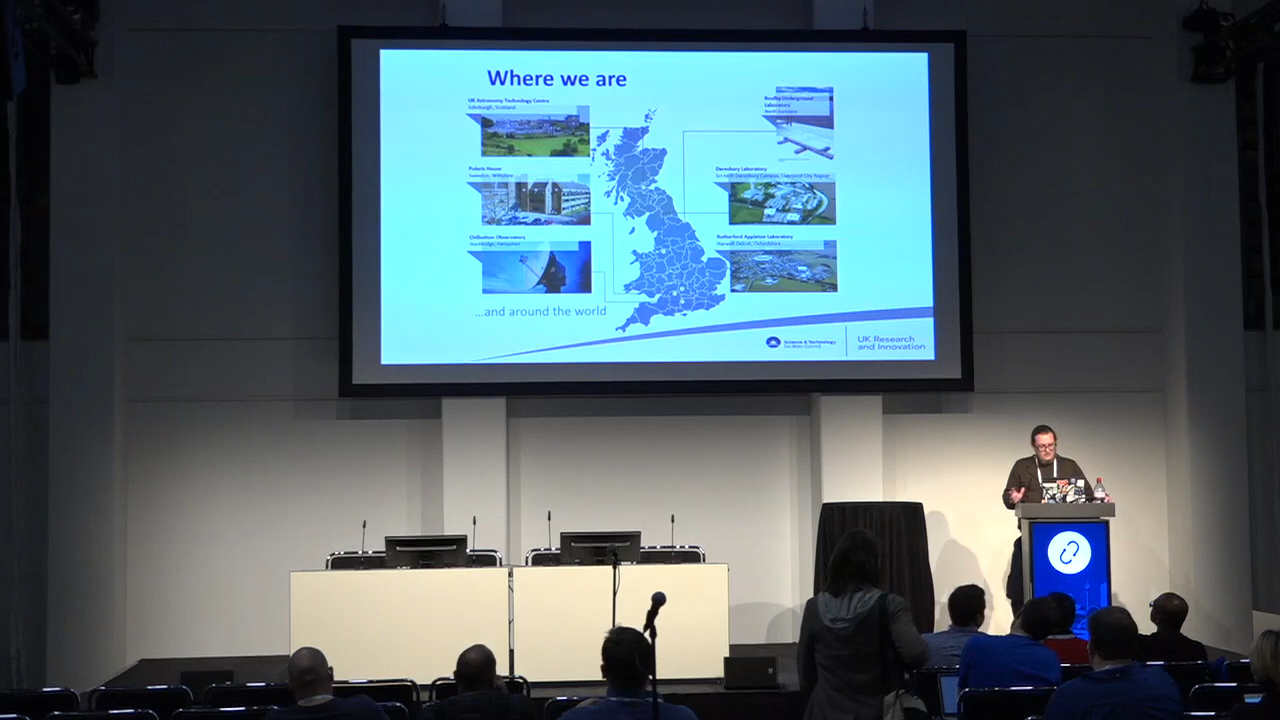 Where we are
UK Astronomy Technology Centre
Edinburgh, Scotland
Polaris House
Swindon, Wiltshire
Chilbolton Observatory
Stockbridge, Hampshire
Boulby Underground
Laboratory
North Yorkshire
Daresbury Laboratory
Sci-tech Daresbury Campus, Liverpool City Region
Rutherford Appleton Laboratory
Harwell Didcot, Oxfordshire
...and around the world
Science & Technology
Facilities Council
UK Research
and Innovation